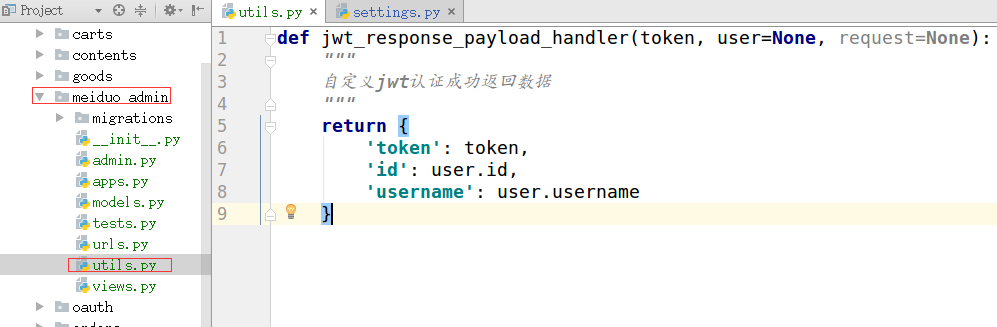 Project
utils.py
settings.py
carts
contents
goods
meiduo_admin
migrations
__init__.py
admin.py
apps.py
models.py
tests.py
urls.py
utils.py
views.py
oauth
1 def jwt_response_payload_handler(token, user=None, request=None):
2 """
3 自定义jwt认证成功返回数据
4 """
5 return {
6 'token': token,
7 'id': user.id,
8 'username': user.username
9 }